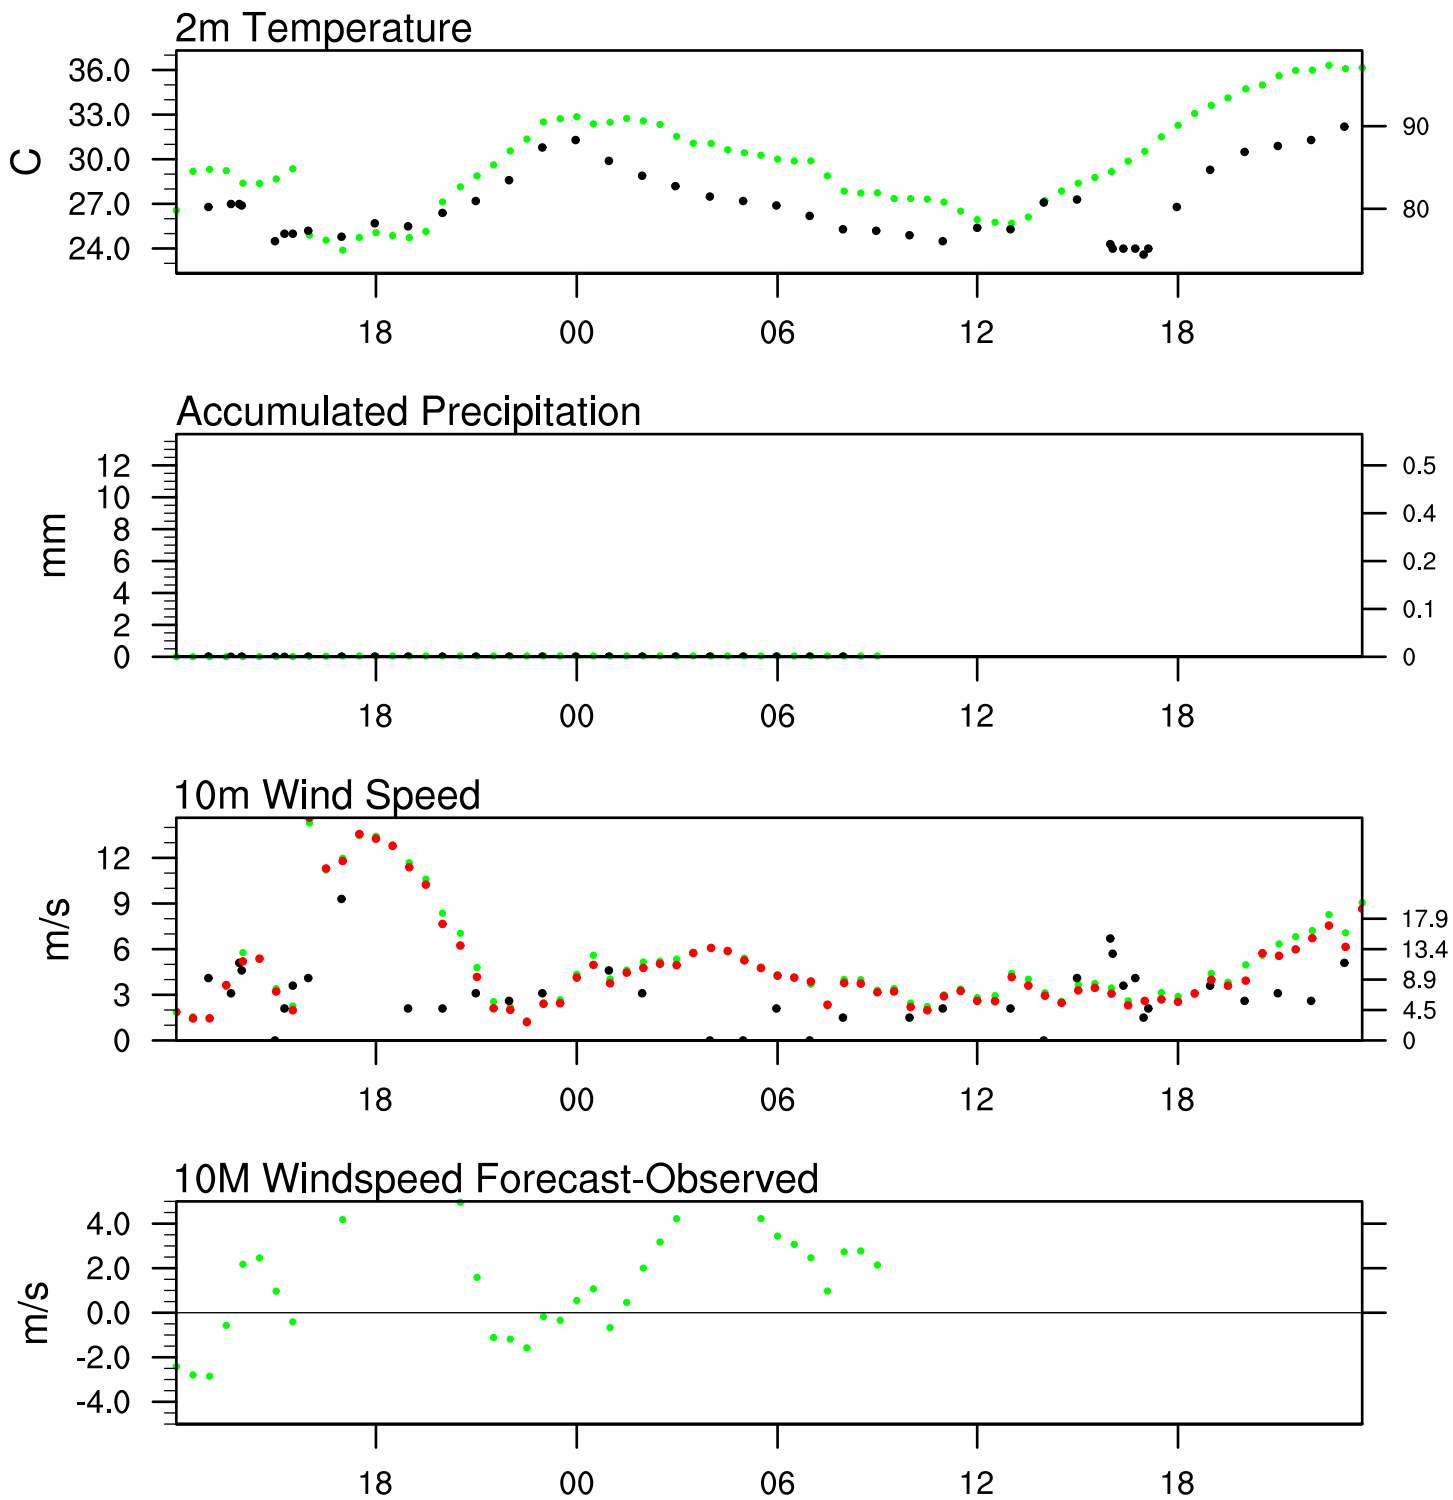 2m Temperature
36.0
33.0
30.0
27.0
24.0
C
90
80
18 00 06 12 18
Accumulated Precipitation
12
10
8
6
4
2
0
mm
0.5
0.4
0.2
0.1
0
18 00 06 12 18
10m Wind Speed
12
9
6
3
0
m/s
17.9
13.4
8.9
4.5
0
18 00 06 12 18
10M Windspeed Forecast-Observed
4.0
2.0
0.0
-2.0
-4.0
m/s
18 00 06 12 18